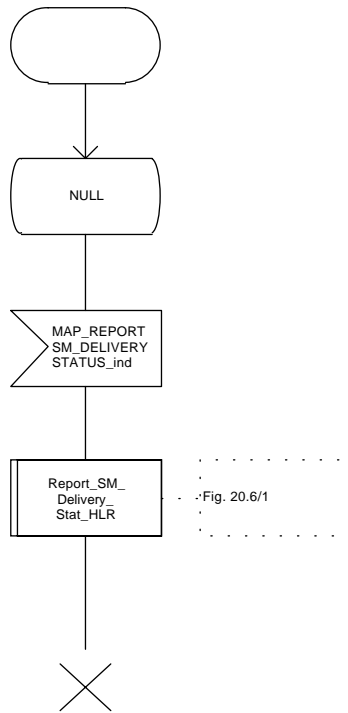 NULL
MAP_REPORT
SM_DELIVERY
STATUS_ind
Report_SM_
Delivery_
Stat_HLR
Fig. 20.6/1